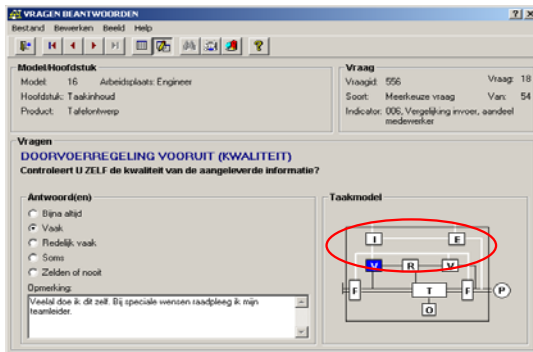 VRAGEN BEANTWOORDEN
Bestand Bewerken Beeld Help
Model/Hoofdstuk
Model: 16 Arbeidsplaats: Engineer
Hoofdstuk: Taakinhoud
Product: Tafelontwerp
Vraag
Vraagid: 556 Vraag: 18
Soort: Meerkeuze vraag Van: 54
Indicator: 006, Vergelijking invoer, aandeel
medewerker
Vragen
DOORVOERREGELING VOORUIT (KWALITEIT)
Controleert U ZELF de kwaliteit van de aangeleverde informatie?
Antwoord(en)
Bijna altijd
Vaak
Redelijk vaak
Soms
Zelden of nooit
Opmerking:
Veelal doe ik dit zelf. Bij speciale wensen raadpleeg ik mijn
teamleider.
Taakmodel
I E
V R V
F T F P
O